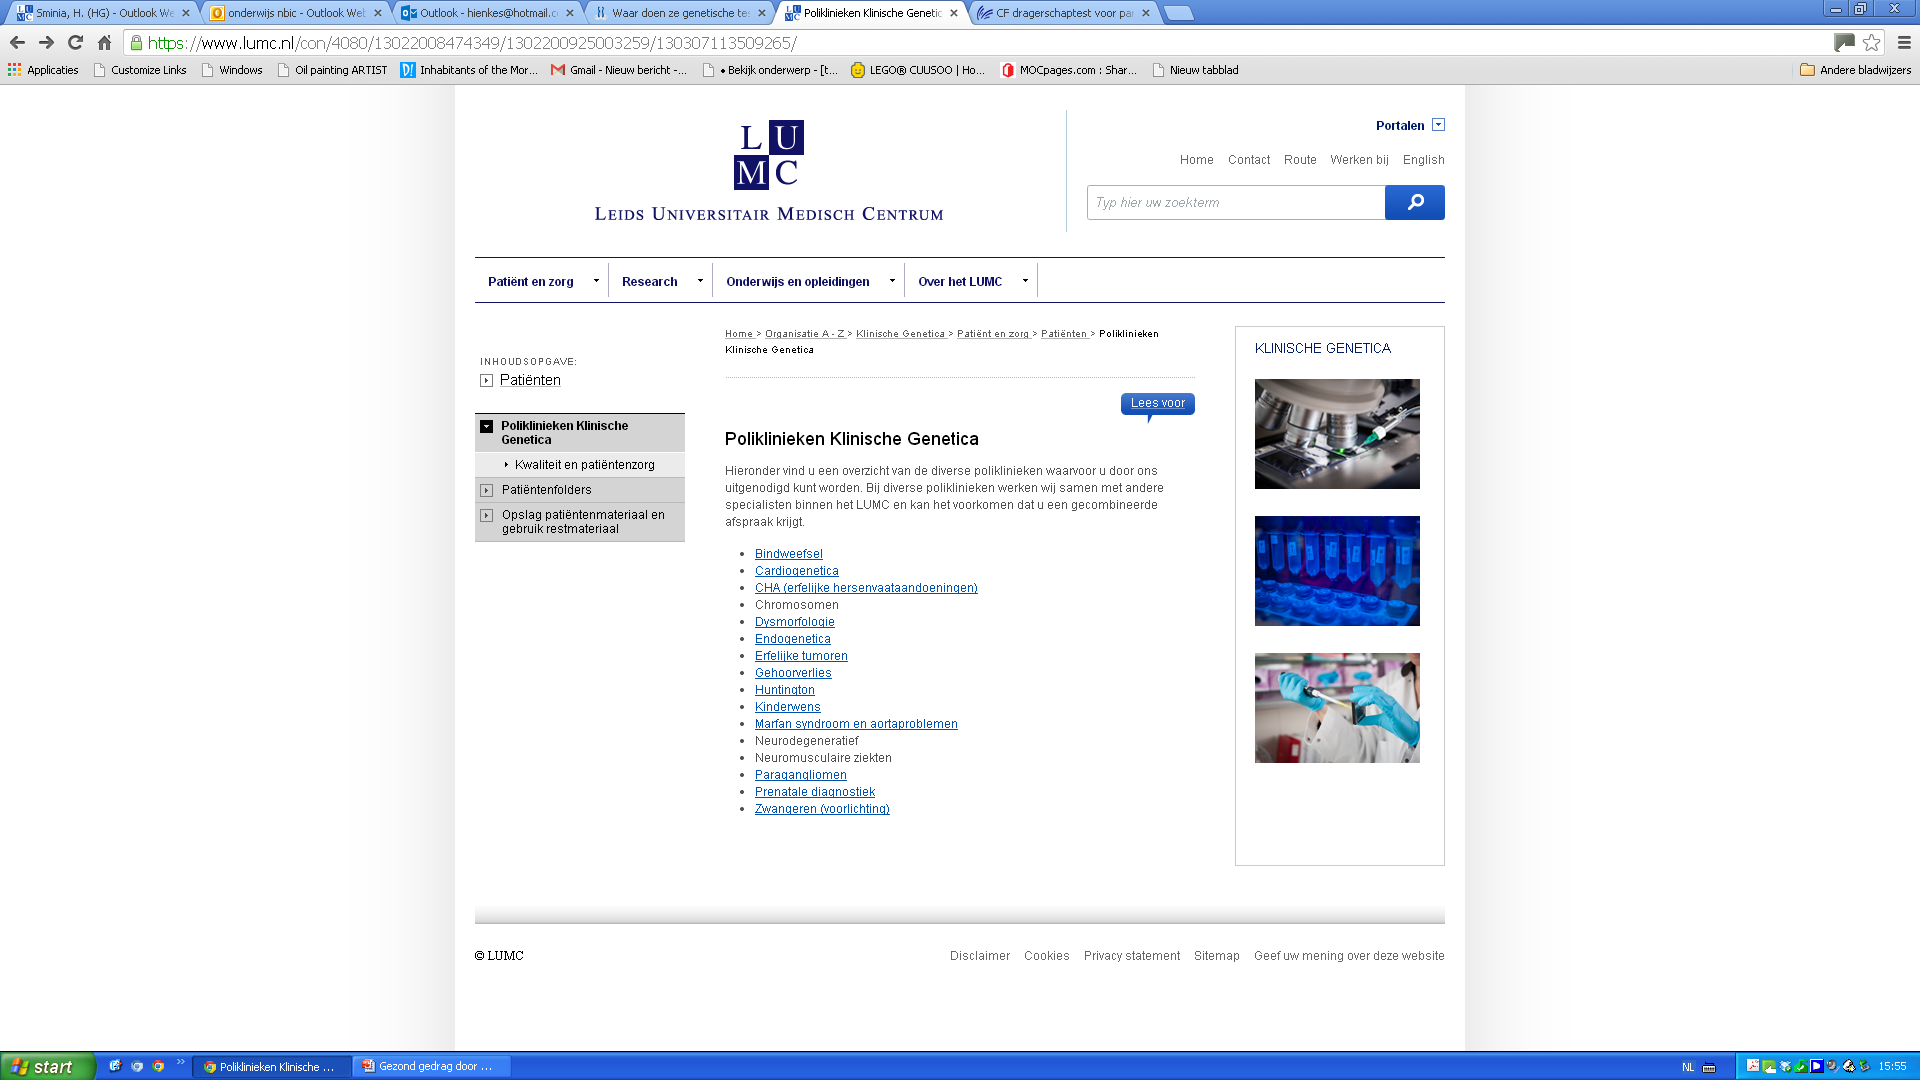 Sminia, H. (HG) - Outlook We
onderwijs nbic - Outlook Web
Outlook - hienkes@hotmail.c
Waar doen ze genetische te
Poliklinieken Klinische Genetic
CF dragerschaptest voor pa
https://www.lumc.nl/con/4080/13022008474349/1302200925003259/130307113509265/
Applicaties
Customize Links
Windows
Oil painting ARTIST
Inhabitants of the Mor...
Gmail - Nieuw bericht -...
• Bekijk onderwerp - [t...
LEGO® CUUSOO | Ho...
MOCpages.com : Shar...
Nieuw tabblad
Andere bladwijzers
L U
M C
LEIDS UNIVERSITAIR MEDISCH CENTRUM
Portalen
Home Contact Route Werken bij English
Typ hier uw zoekterm
Patiënt en zorg
Research
Onderwijs en opleidingen
Over het LUMC
INHOUDSOPGAVE:
Patiënten
Poliklinieken Klinische
Genetica
Kwaliteit en patiëntenzorg
Patiëntenfolders
Opslag patiëntenmateriaal en
gebruik restmateriaal
Home > Organisatie A - Z > Klinische Genetica > Patiënt en zorg > Patiënten > Poliklinieken
Klinische Genetica
Lees voor
Poliklinieken Klinische Genetica
Hieronder vind u een overzicht van de diverse poliklinieken waarvoor u door ons
uitgenodigd kunt worden. Bij diverse poliklinieken werken wij samen met andere
specialisten binnen het LUMC en kan het voorkomen dat u een gecombineerde
afspraak krijgt.
• Bindweefsel
• Cardiogenetica
• CHA (erfelijke hersenvaataandoeningen)
• Chromosomen
• Dysmorfologie
• Endogenetica
• Erfelijke tumoren
• Gehoorverlies
• Huntington
• Kinderwens
• Marfan syndroom en aortaproblemen
• Neurodegeneratief
• Neuromusculaire ziekten
• Paragangliomen
• Prenatale diagnostiek
• Zwangeren (voorlichting)
KLINISCHE GENETICA
© LUMC
Disclaimer Cookies Privacy statement Sitemap Geef uw mening over deze website
start
Poliklinieken Klinische ...
Gezond gedrag door ...
NL
15:55